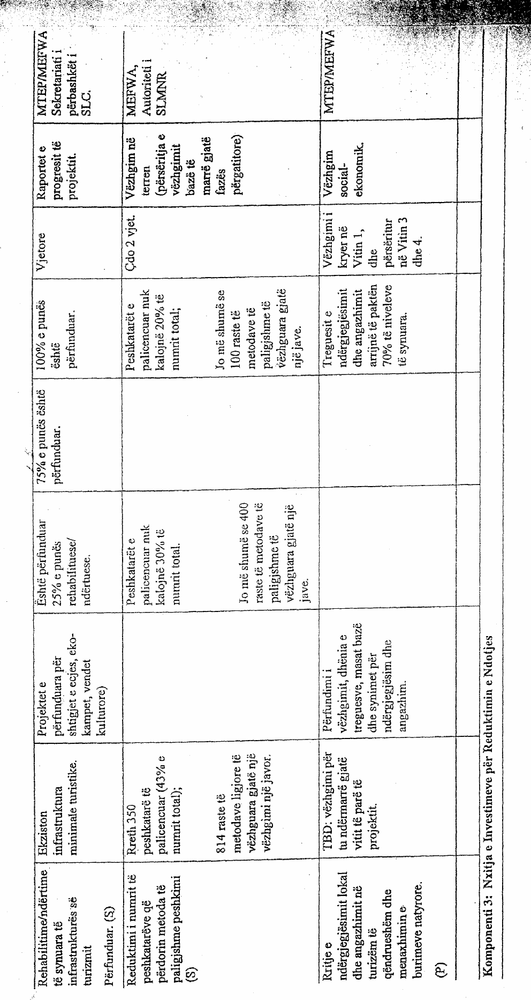 Rehabilitime/ndërtime
të synuara të
infrastrukturës së
turizmit
Përfunduar. (S)
Ekziston
infrastruktura
minimale turistike.
Projektet e
përfunduara për
shtigjet e ecjes, eko-
kampet, vendet
kulturore)
Është përfunduar
25% e punës
rehabilituese/
ndërtuese.
75% e punës është
përfunduar.
100% e punës
është
përfunduar.
Vjetore
Raportet e
progresit të
projektit.
MTEP/MEFWA
Sekretariati i
përbashkët i
SLC.
Reduktimi i numrit të
peshkatarëve që
përdorin metoda të
paligjshme peshkimi
(S)
Rreth 350
peshkatarë të
palicencuar (43% e
numrit total);
814 raste të
metodave ligjore të
vëzhguara gjatë një
vëzhgimi një javor.
Peshkatarët e
palicencuar nuk
kalojnë 30% të
numrit total.
Jo më shumë se 400
raste të metodave të
paligjshme të
vëzhguara gjatë një
jave.
Peshkatarët e
palicencuar nuk
kalojnë 20% të
numrit total;
Jo më shumë se
100 raste të
metodave të
paligjshme të
vëzhguara gjatë
një jave.
Çdo 2 vjet.
Vëzhgim në
terren
(përsëritja e
vëzhgimit
bazë të
marrë gjatë
fazës
përgatitore)
MEFWA,
Autoriteti i
SLMNR
Rritje e
ndërgjegjësimit lokal
dhe angazhimit në
turizëm të
qëndrueshëm dhe
menaxhimin e
burimeve natyrore.
(P)
TBD: vëzhgimi për
tu ndërmarrë gjatë
vitit të parë të
projektit.
Përfundimi i
vëzhgimit, dhënia e
treguesve, masat bazë
dhe synimet për
ndërgjegjësim dhe
angazhim.
Treguesit e
ndërgjegjësimit
dhe angazhimit
arrijnë të paktën
70% të niveleve
të synuara.
Vëzhgimi i
kryer në
Vitin 1,
dhe
përsëritur
në Vitin 3
dhe 4.
Vëzhgim
social-
ekonomik.
MTEP/MEFWA
Komponenti 3: Nxitja e Investimeve për Reduktimin e Ndotjes